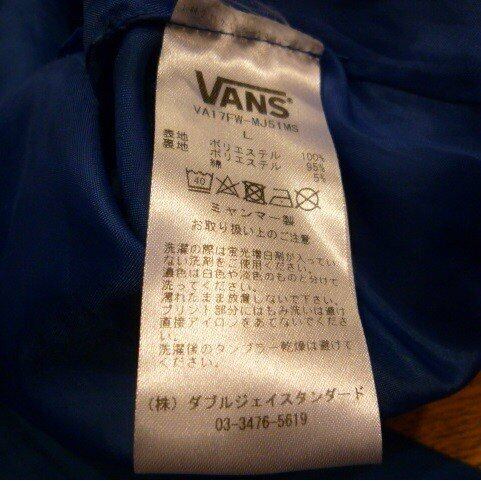 VANS
VA17FW-MJ51MS
L
表地 ポリエステル 100%
裏地 ポリエステル 95%
綿 5%
40
ミャンマー製
お取り扱い上のご注意
洗濯の際は蛍光増白剤が入ってい
ない洗剤をご使用ください。
濃色は白色や淡色のものと分けて
洗ってください。
濡れたまま放置しないで下さい。
プリント部分にはもみ洗いは避け
直接アイロンをあてないでくださ
い。
洗濯後のタンブラー乾燥は避けて
ください。
(株) ダブルジェイスタンダード
03-3476-5619